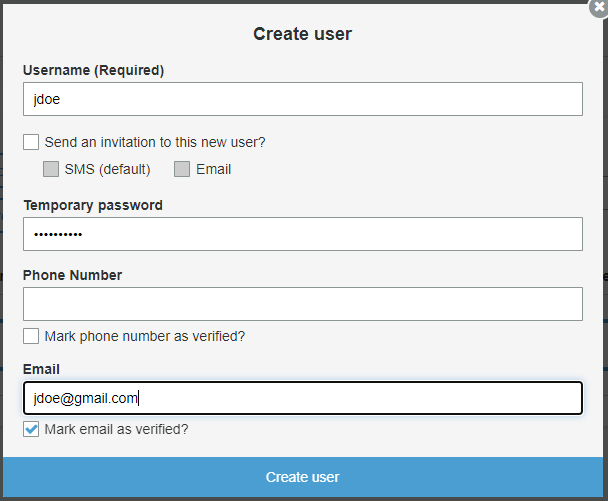 Create user
Username (Required)
jdoe
Send an invitation to this new user?
SMS (default) Email
Temporary password
••••••••••
Phone Number
Mark phone number as verified?
Email
jdoe@gmail.com
Mark email as verified?
Create user